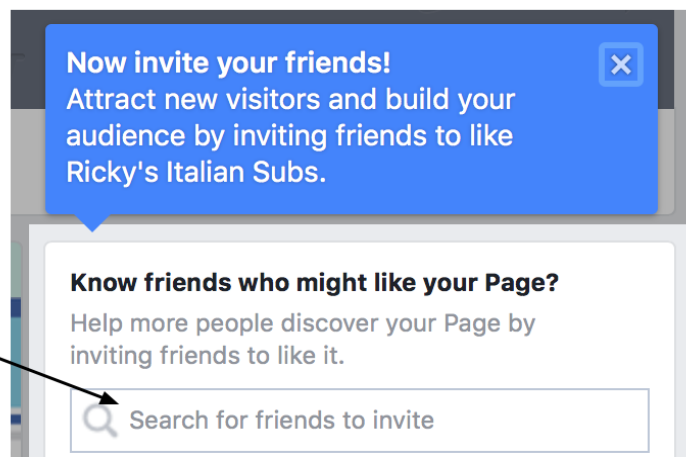 Now invite your friends!
Attract new visitors and build your
audience by inviting friends to like
Ricky's Italian Subs.
Know friends who might like your Page?
Help more people discover your Page by
inviting friends to like it.
Search for friends to invite